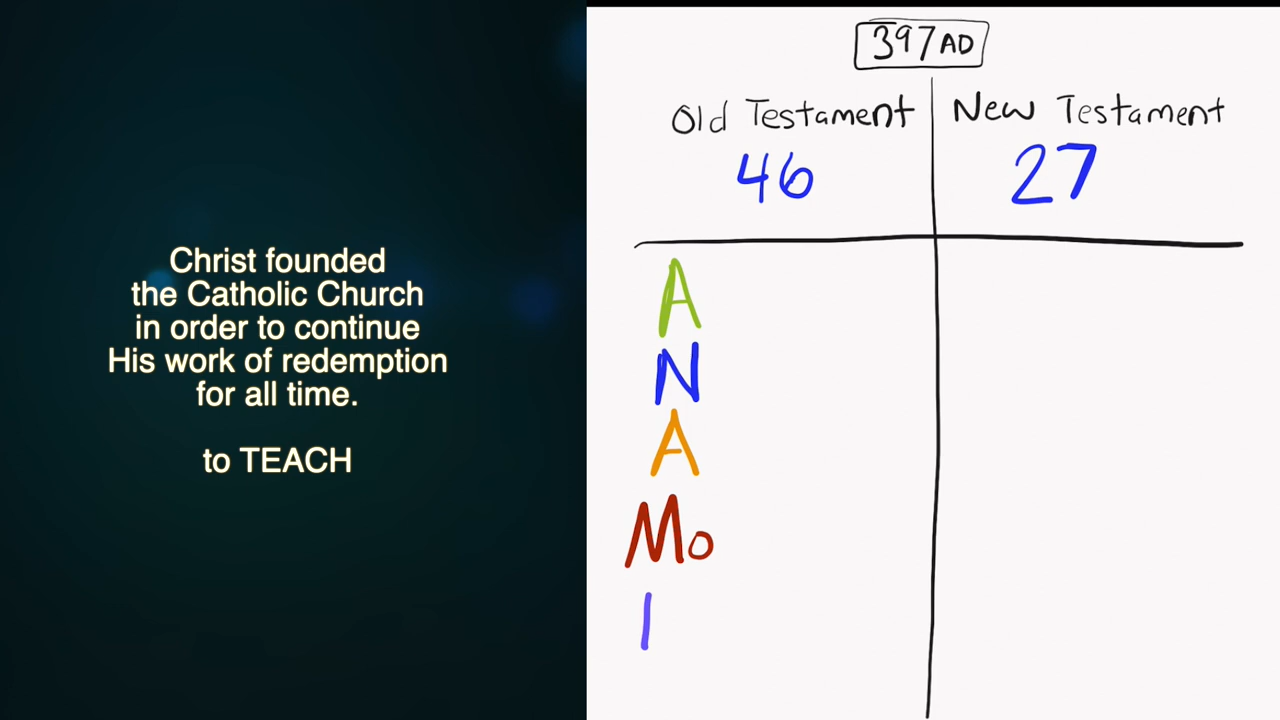 Christ founded
the Catholic Church
in order to continue
His work of redemption
for all time.
to TEACH
397AD
Old Testament
New Testament
46
27
A
N
A
Mo
I